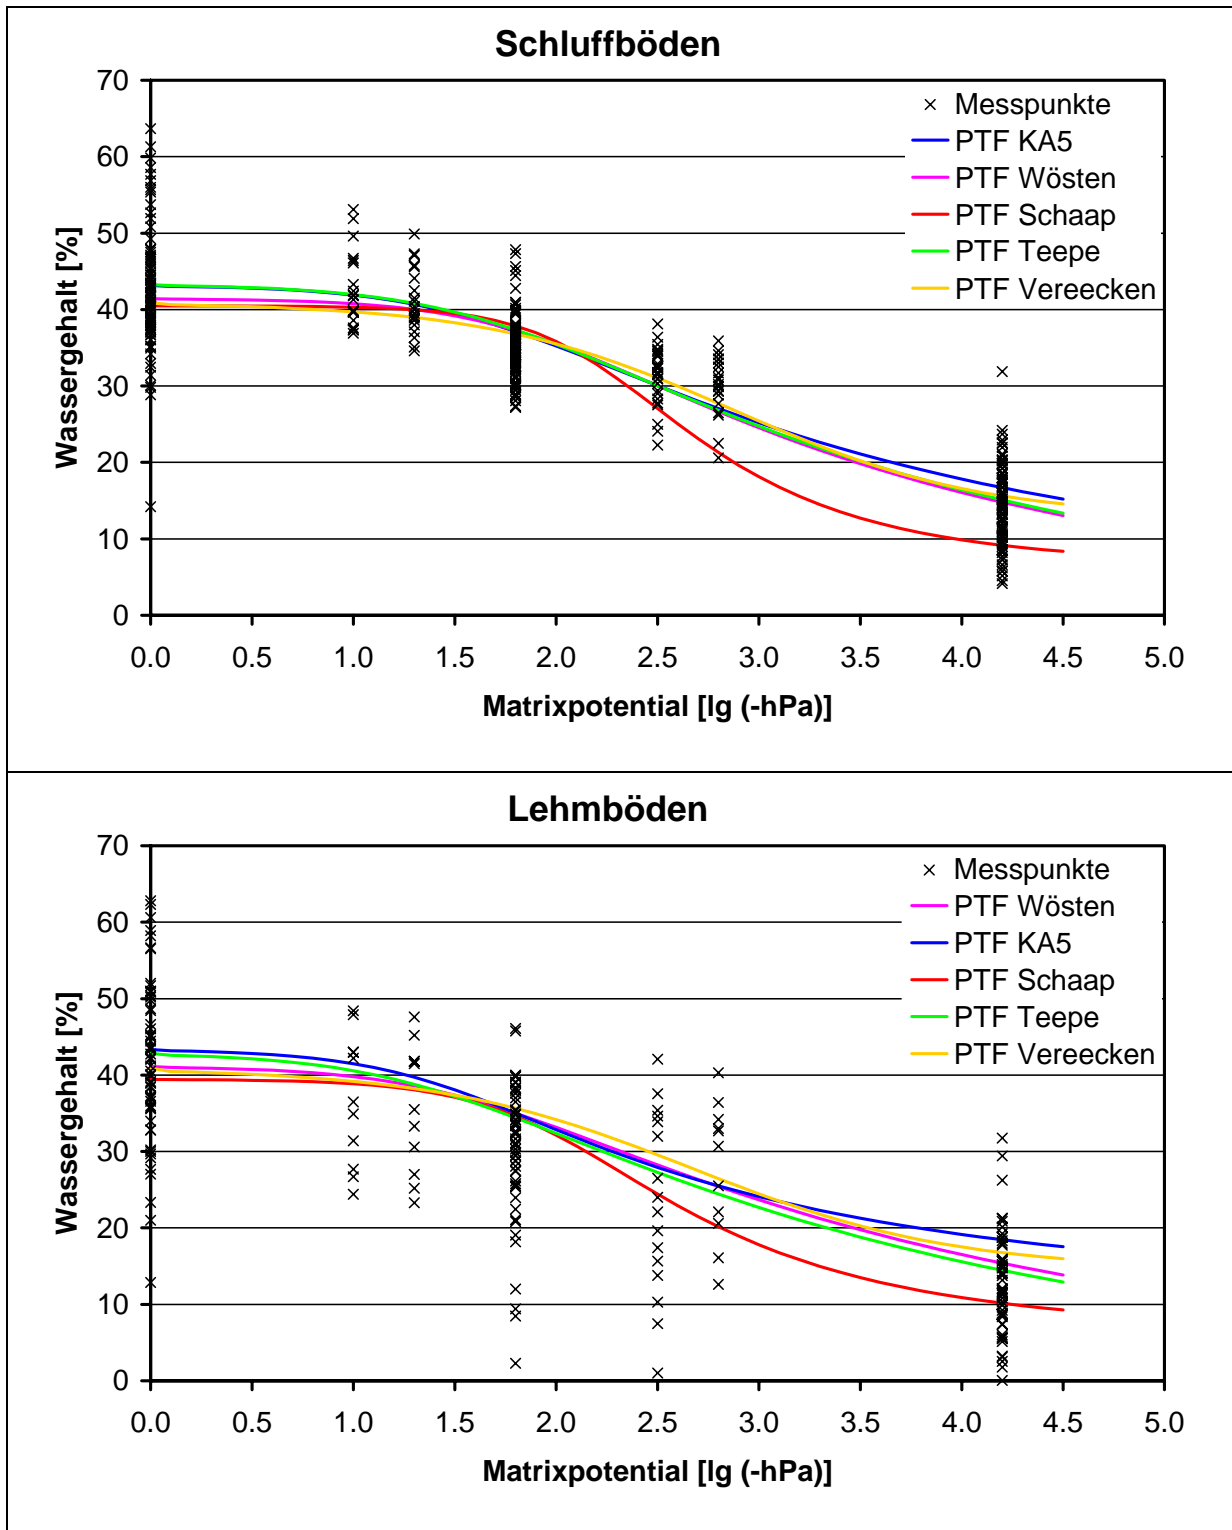 Schluffböden
70
60
50
40
30
20
10
0
Wassergehalt [%]
Messpunkte
PTF KA5
PTF Wösten
PTF Schaap
PTF Teepe
PTF Vereecken
0.0 0.5 1.0 1.5 2.0 2.5 3.0 3.5 4.0 4.5 5.0
Matrixpotential [lg (-hPa)]
Lehmböden
70
60
50
40
30
20
10
0
Wassergehalt [%]
Messpunkte
PTF Wösten
PTF KA5
PTF Schaap
PTF Teepe
PTF Vereecken
0.0 0.5 1.0 1.5 2.0 2.5 3.0 3.5 4.0 4.5 5.0
Matrixpotential [lg (-hPa)]